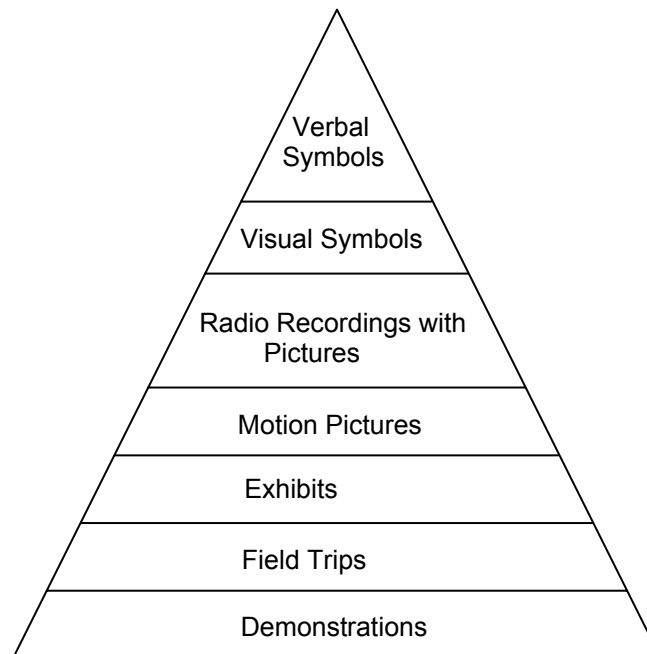 Verbal
Symbols
Visual Symbols
Radio Recordings with
Pictures
Motion Pictures
Exhibits
Field Trips
Demonstrations